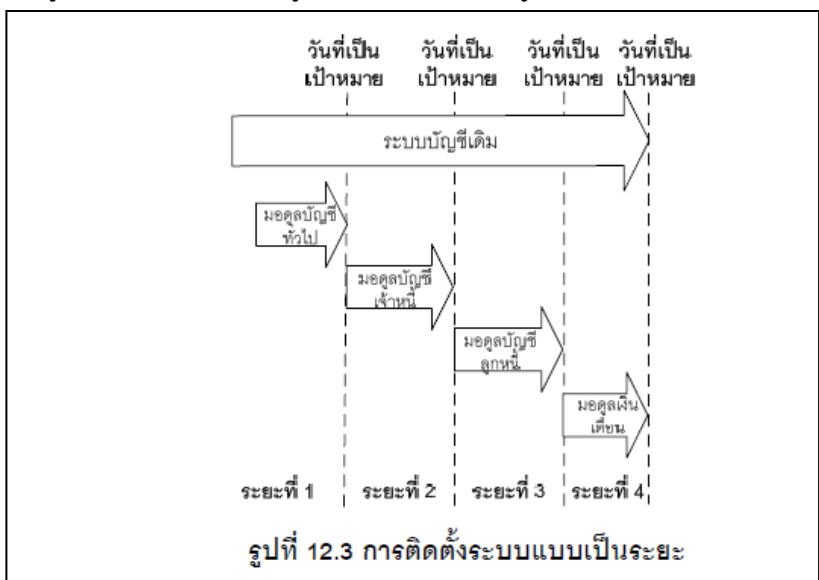 วันที่เป็น วันที่เป็น วันที่เป็น วันที่เป็น
เป้าหมาย เป้าหมาย เป้าหมาย เป้าหมาย
ระบบบัญชีเดิม
มอดูลบัญชี
ทั่วไป
มอดูลบัญชี
เจ้าหนี้
มอดูลบัญชี
ลูกหนี้
มอดูลเงิน
เดือน
ระยะที่ 1 ระยะที่ 2 ระยะที่ 3 ระยะที่ 4
รูปที่ 12.3 การติดตั้งระบบแบบเป็นระยะ